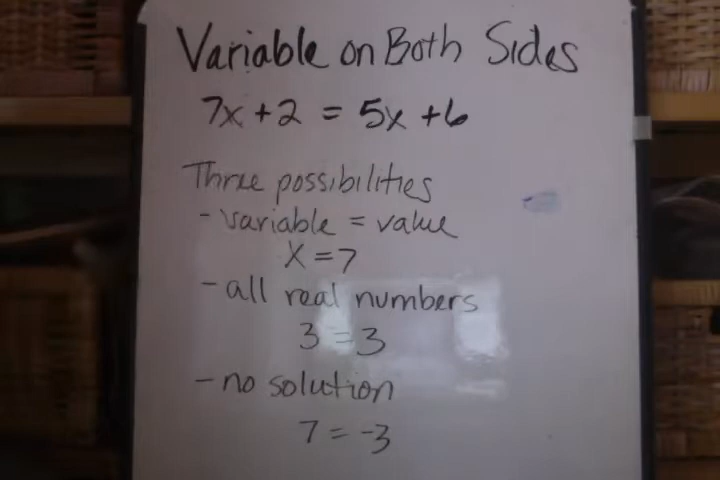 Variable on Both Sides
7x + 2 = 5x + 6
Three possibilities
- variable = value
x = 7
- all real numbers
3 = 3
- no solution
7 = -3